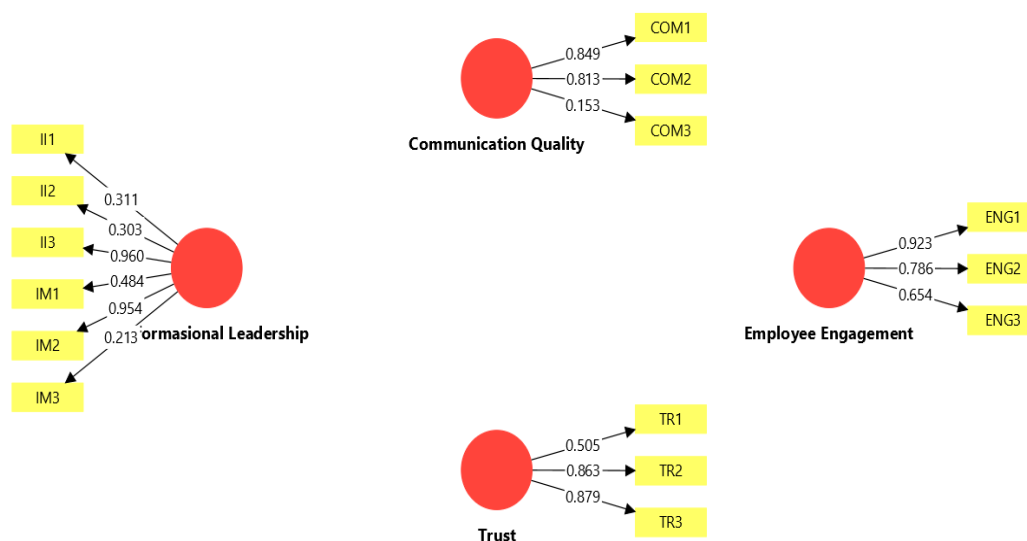 COM1
0.849
COM2
0.813
COM3
0.153
Communication Quality
II1
0.311
II2
0.303
II3
0.960
IM1
0.484
IM2
0.954
IM3
0.213
ormasional Leadership
ENG1
0.923
ENG2
0.786
ENG3
0.654
Employee Engagement
TR1
0.505
TR2
0.863
TR3
0.879
Trust